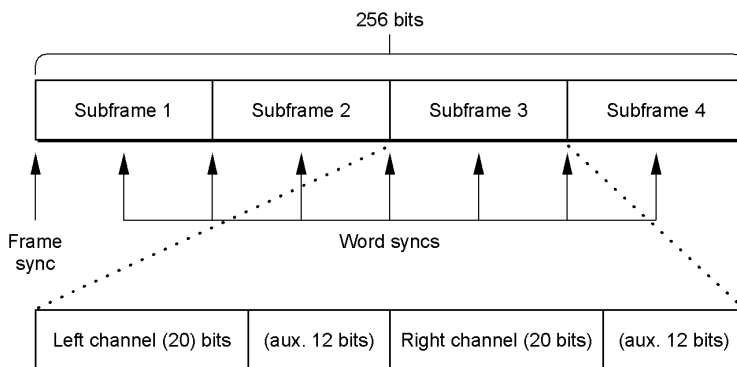 256 bits
Subframe 1
Subframe 2
Subframe 3
Subframe 4
Frame
sync
Word syncs
Left channel (20) bits
(aux. 12 bits)
Right channel (20 bits)
(aux. 12 bits)